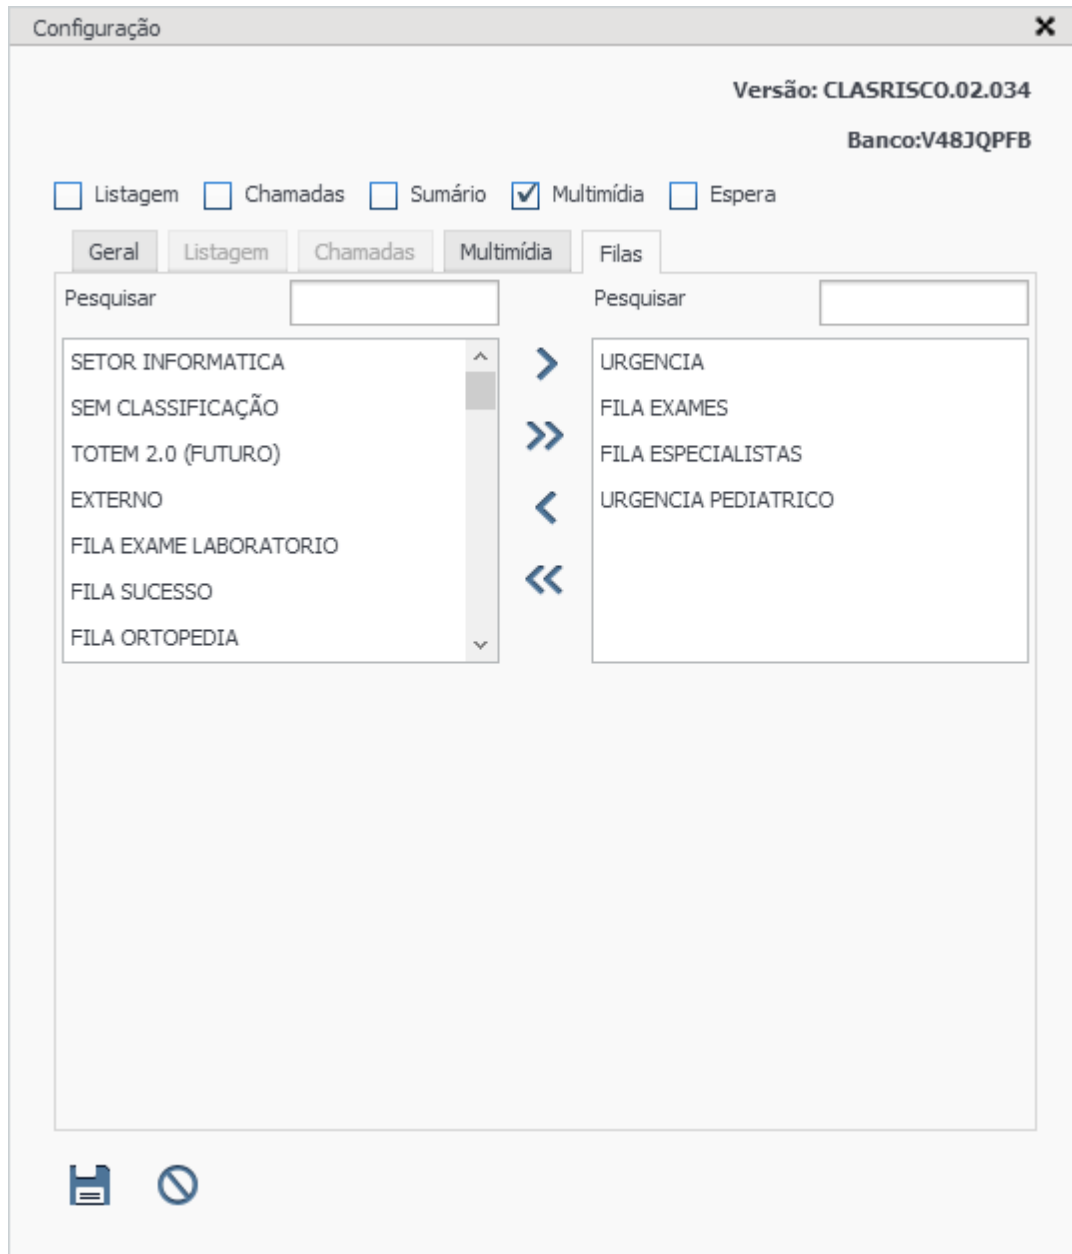 Configuração
Versão: CLASRISCO.02.034
Banco:V48JQPFB
Listagem Chamadas Sumário Multimídia Espera
Geral Listagem Chamadas Multimídia Filas
Pesquisar Pesquisar
SETOR INFORMATICA
SEM CLASSIFICAÇÃO
TOTEM 2.0 (FUTURO)
EXTERNO
FILA EXAME LABORATORIO
FILA SUCESSO
FILA ORTOPEDIA
URGENCIA
FILA EXAMES
FILA ESPECIALISTAS
URGENCIA PEDIATRICO